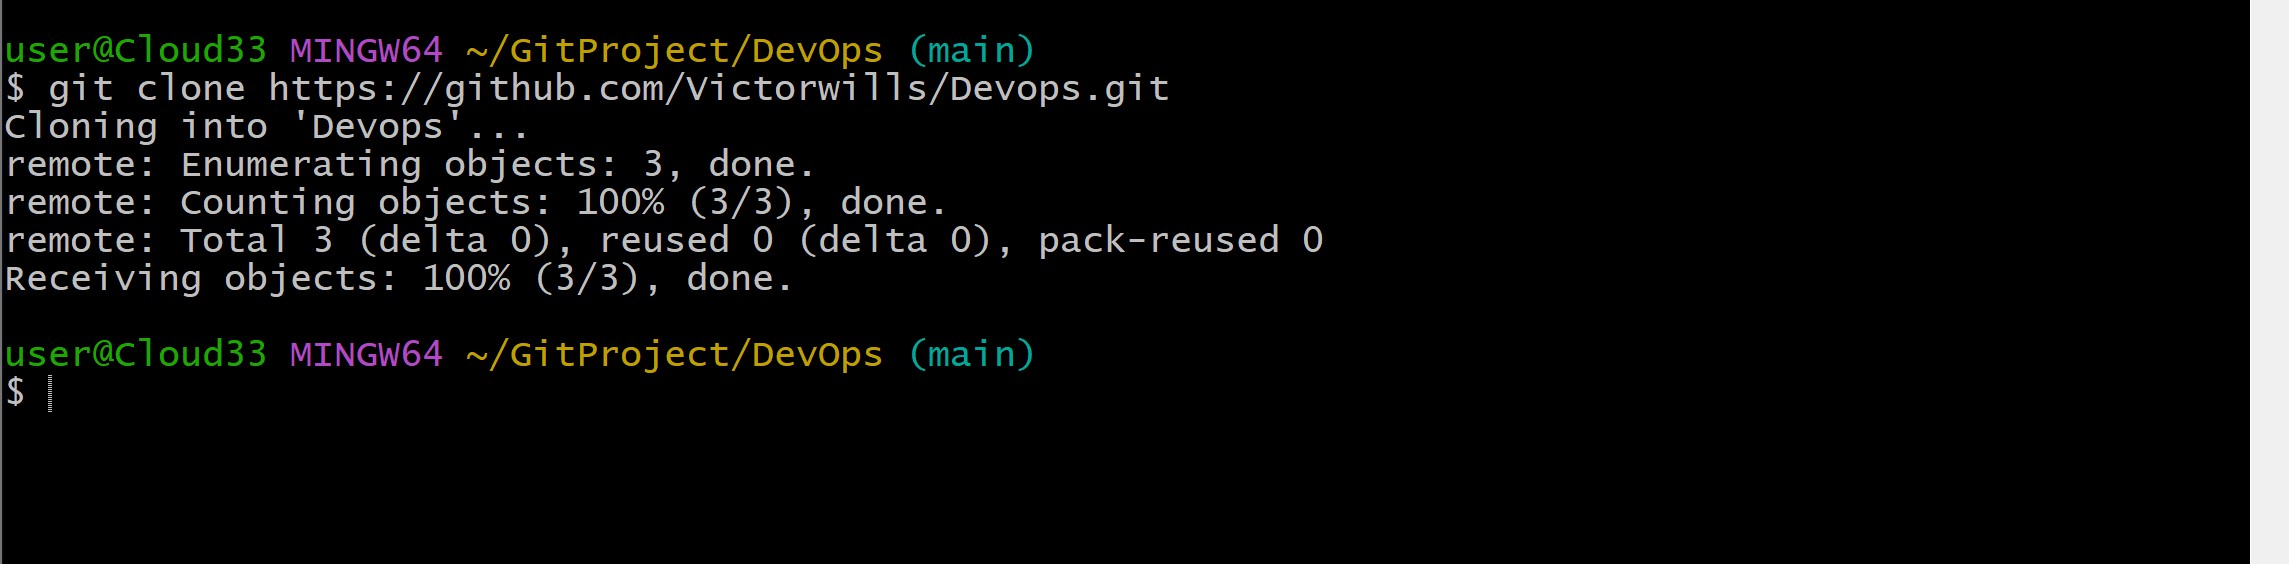 user@Cloud33 MINGW64 ~/GitProject/DevOps (main)
$ git clone https://github.com/Victorwills/Devops.git
Cloning into 'Devops'...
remote: Enumerating objects: 3, done.
remote: Counting objects: 100% (3/3), done.
remote: Total 3 (delta 0), reused 0 (delta 0), pack-reused 0
Receiving objects: 100% (3/3), done.
user@Cloud33 MINGW64 ~/GitProject/DevOps (main)
$